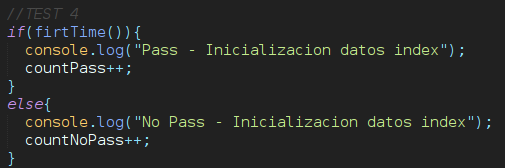 //TEST 4
if(firtTime()){
console.log("Pass - Inicializacion datos index");
countPass++;
}
else{
console.log("No Pass - Inicializacion datos index");
countNoPass++;
}